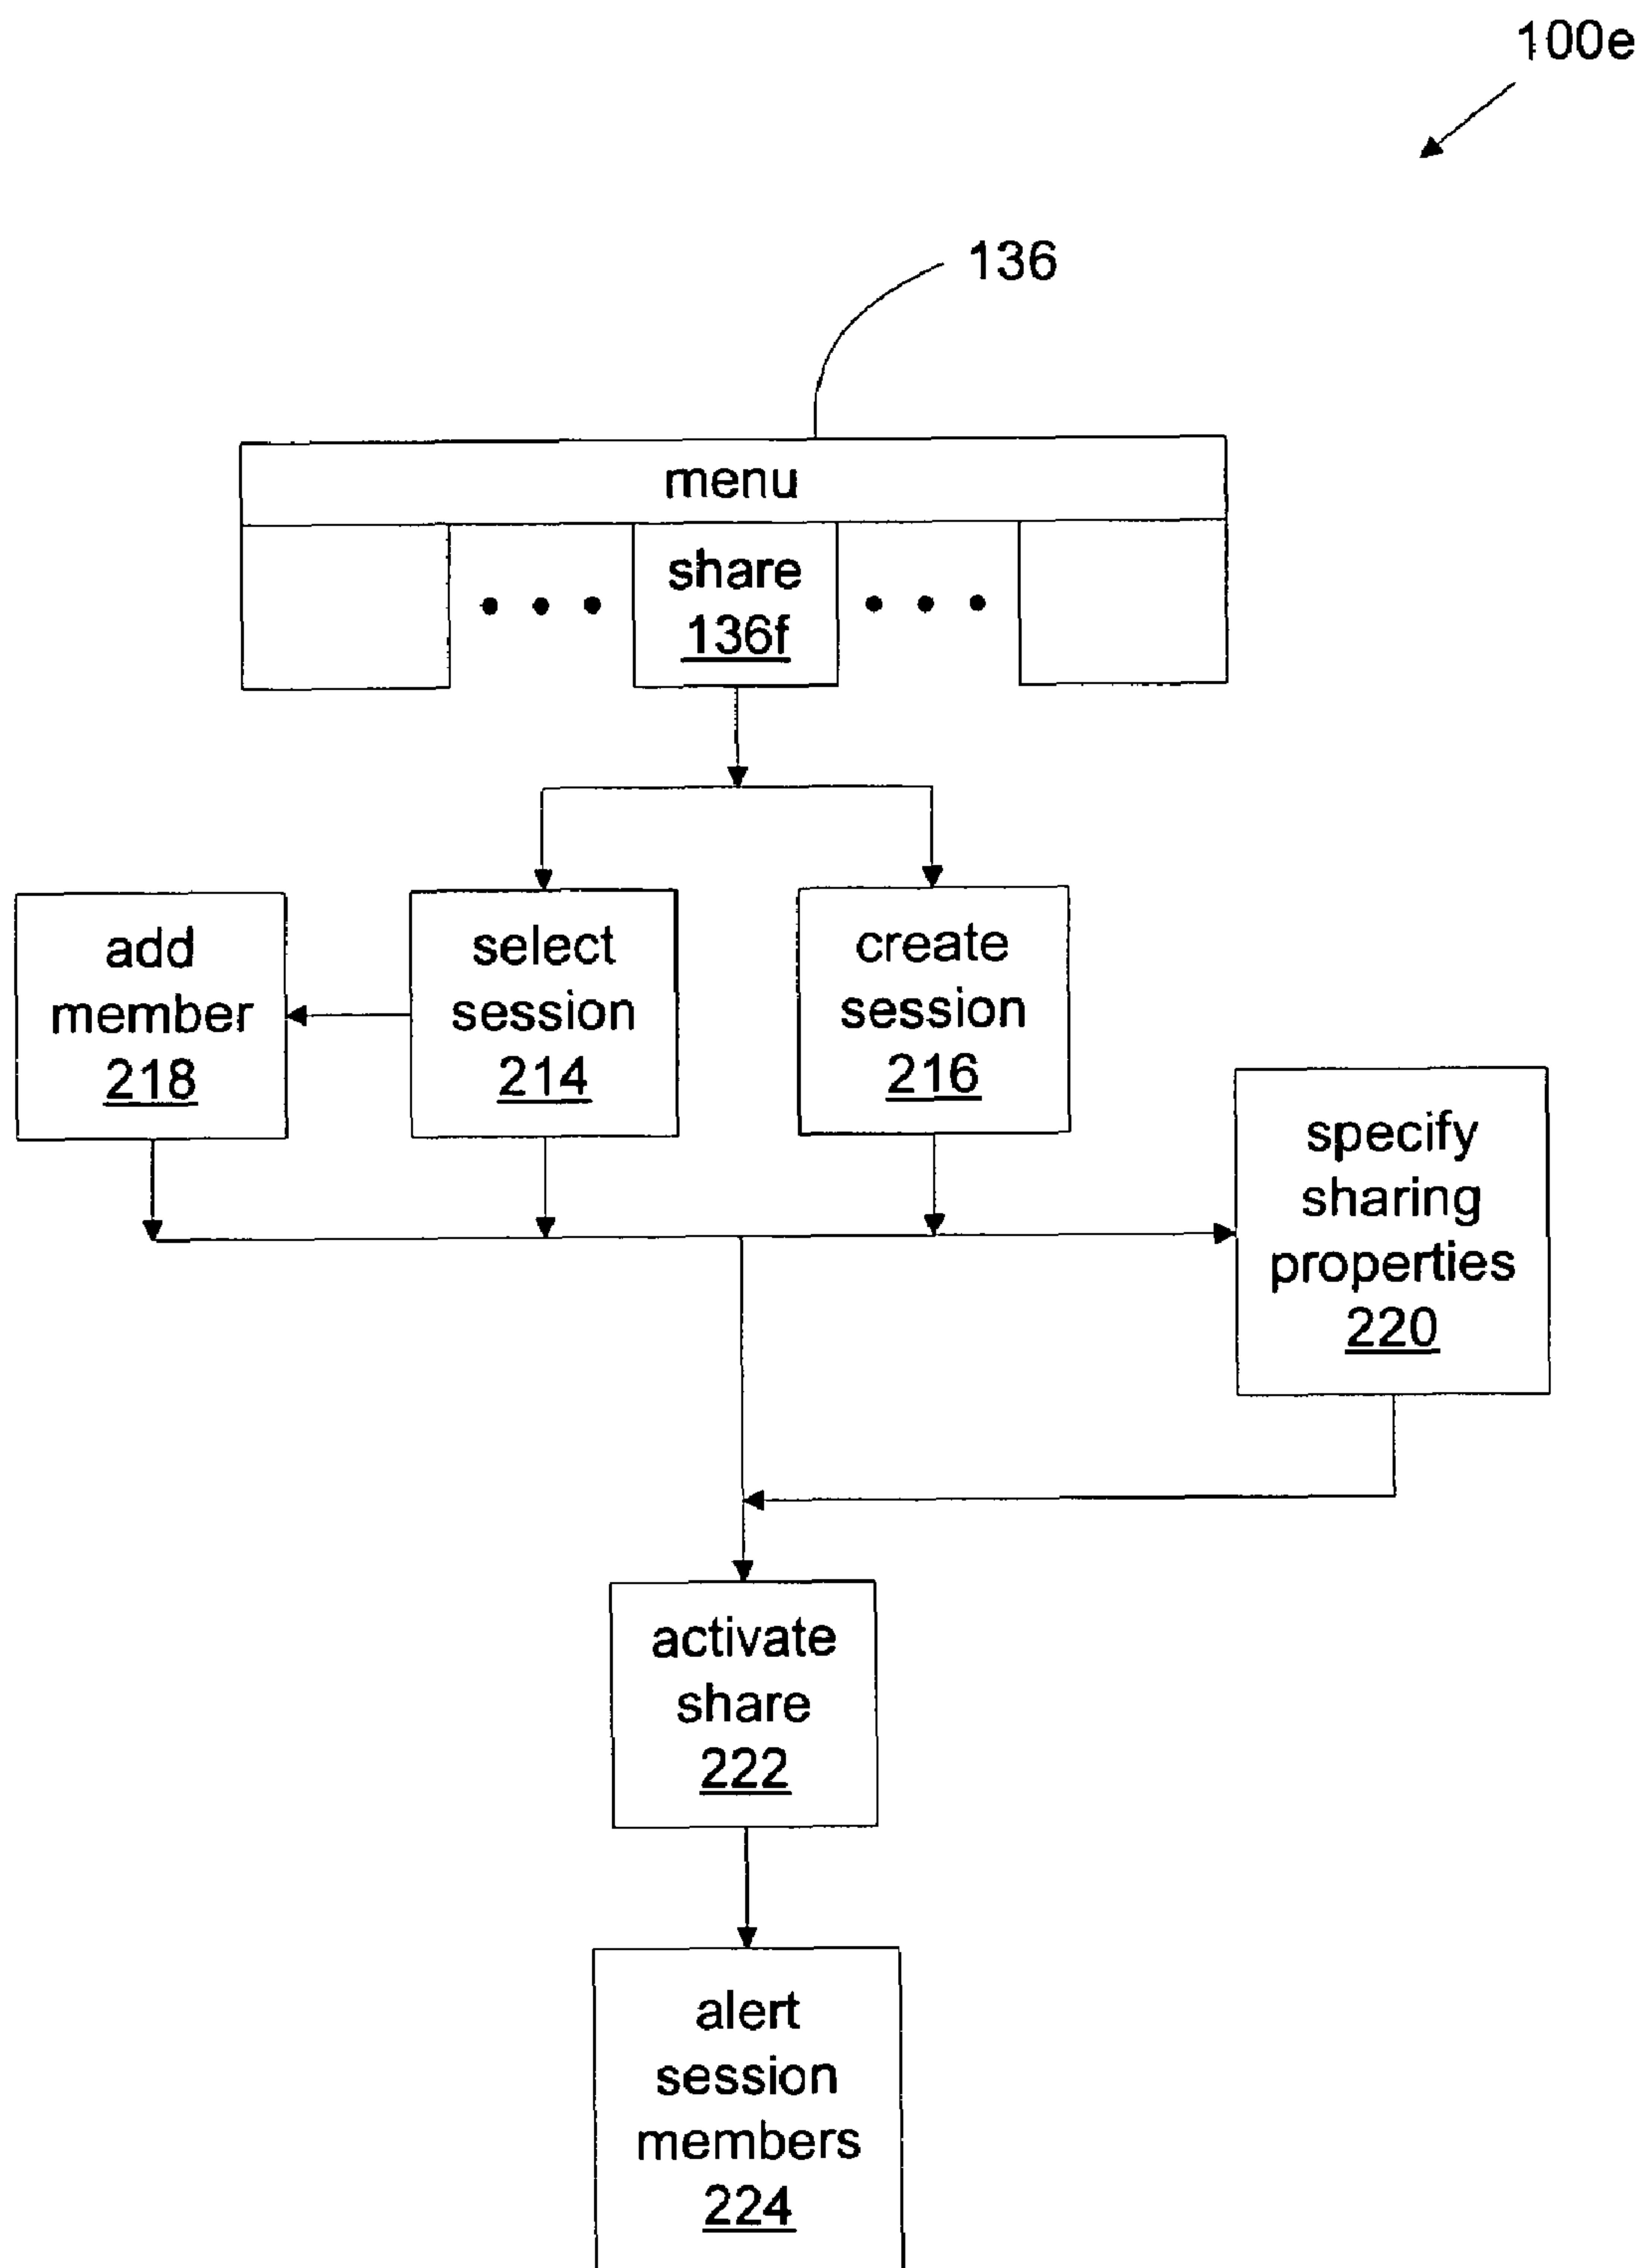 100e
136
menu
share
136f
add
member
218
select
session
214
create
session
216
specify
sharing
properties
220
activate
share
222
alert
session
members
224